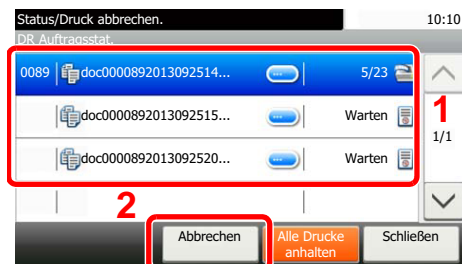 Status/Druck abbrechen. 10:10
DR Auftragsstat.
0089 doc0000892013092514... 5/23
doc0000892013092515... Warten
1
1/1
doc0000892013092520... Warten
2
Abbrechen Alle Drucke anhalten Schließen